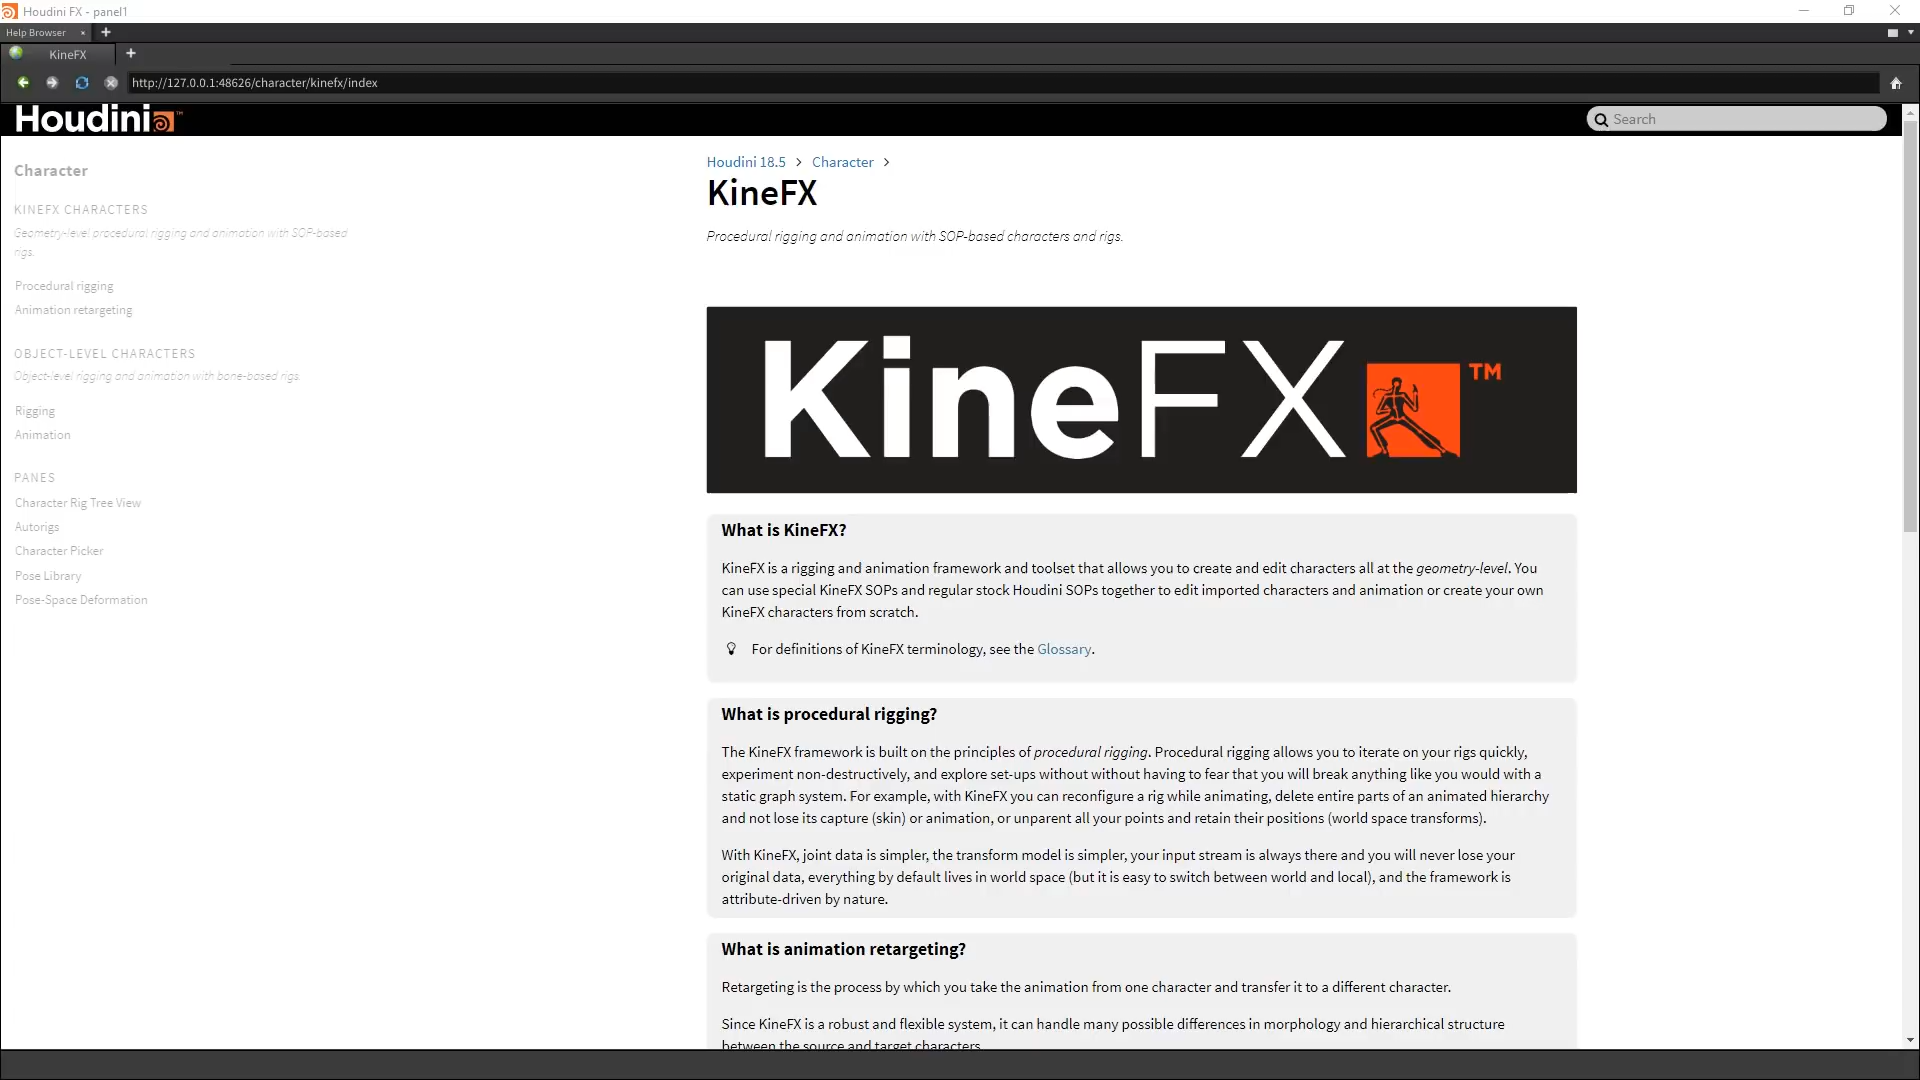 Houdini FX - panel1
Help Browser
KineFX
http://127.0.0.1:48626/character/kinefx/index
Houdini™
Search
Character
KINEFX CHARACTERS
Geometry-level procedural rigging and animation with SOP-based
rigs.
Procedural rigging
Animation retargeting
OBJECT-LEVEL CHARACTERS
Object-level rigging and animation with bone-based rigs.
Rigging
Animation
PANES
Character Rig Tree View
Autorigs
Character Picker
Pose Library
Pose-Space Deformation
Houdini 18.5 > Character >
KineFX
Procedural rigging and animation with SOP-based characters and rigs.
KineFX™
What is KineFX?
KineFX is a rigging and animation framework and toolset that allows you to create and edit characters all at the geometry-level. You
can use special KineFX SOPs and regular stock Houdini SOPs together to edit imported characters and animation or create your own
KineFX characters from scratch.
For definitions of KineFX terminology, see the Glossary.
What is procedural rigging?
The KineFX framework is built on the principles of procedural rigging. Procedural rigging allows you to iterate on your rigs quickly,
experiment non-destructively, and explore set-ups without without having to fear that you will break anything like you would with a
static graph system. For example, with KineFX you can reconfigure a rig while animating, delete entire parts of an animated hierarchy
and not lose its capture (skin) or animation, or unparent all your points and retain their positions (world space transforms).
With KineFX, joint data is simpler, the transform model is simpler, your input stream is always there and you will never lose your
original data, everything by default lives in world space (but it is easy to switch between world and local), and the framework is
attribute-driven by nature.
What is animation retargeting?
Retargeting is the process by which you take the animation from one character and transfer it to a different character.
Since KineFX is a robust and flexible system, it can handle many possible differences in morphology and hierarchical structure
between the source and target characters.